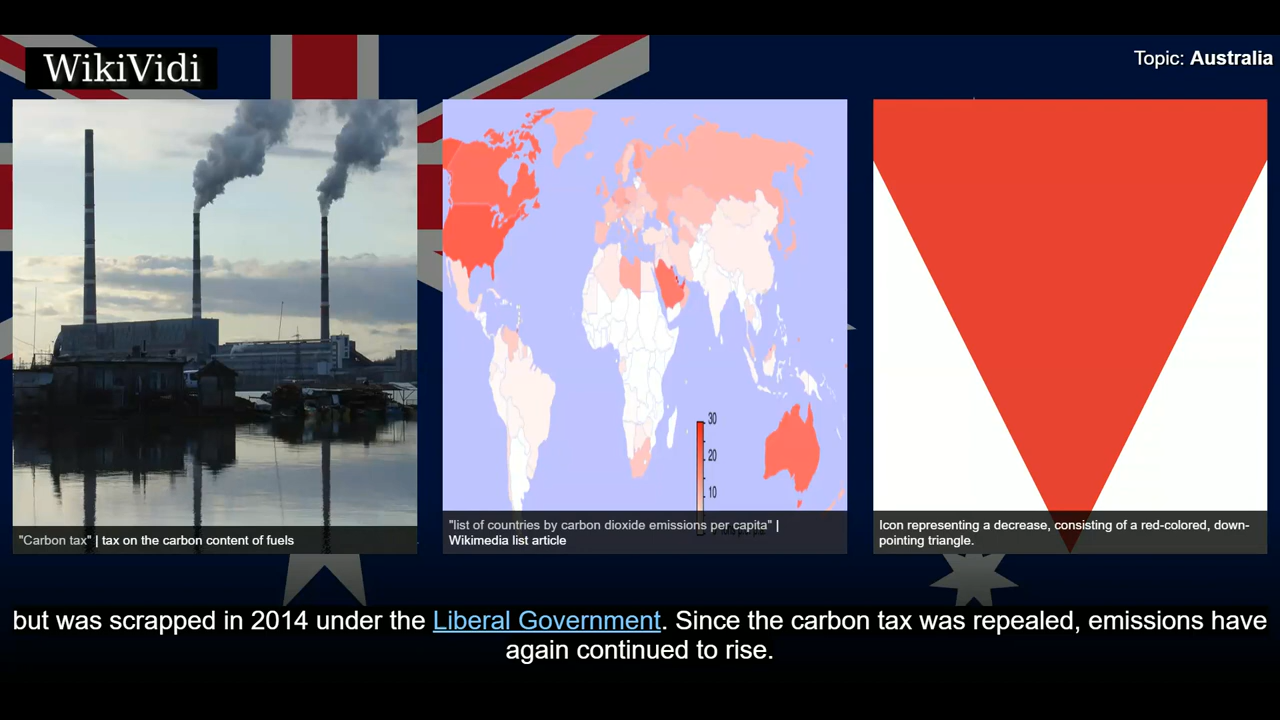 WikiVidi
Topic: Australia
30
20
10
"Carbon tax" | tax on the carbon content of fuels
"list of countries by carbon dioxide emissions per capita" |
Wikimedia list article
Icon representing a decrease, consisting of a red-colored, down-
pointing triangle.
but was scrapped in 2014 under the Liberal Government. Since the carbon tax was repealed, emissions have
again continued to rise.